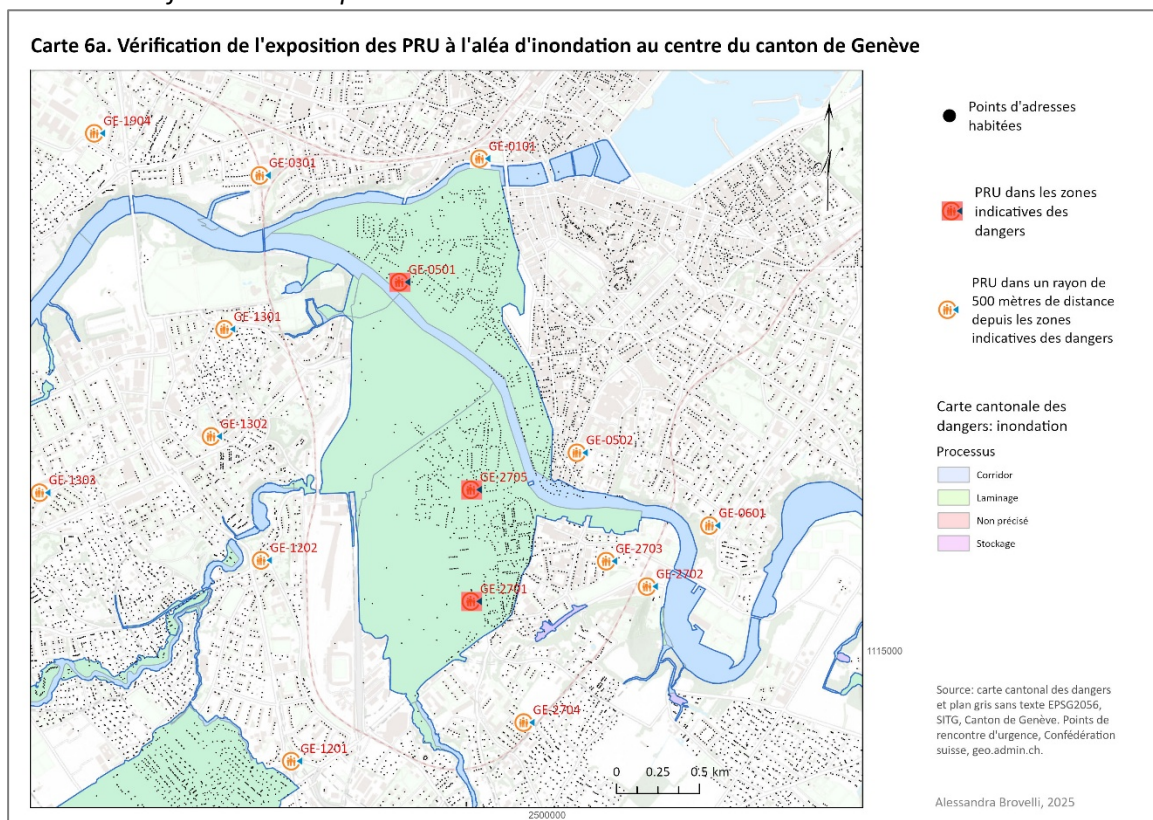 Carte 6a. Vérification de l'exposition des PRU à l'aléa d'inondation au centre du canton de Genève
GE-1904
GE-0301
GE-0101
GE-0501
GE-1301
GE-1302
GE-0502
GE-1303
GE-2705
GE-0601
GE-1202
GE-2703
GE-2702
GE-2701
GE-2704
GE-1201
0 0.25 0.5 km
1115000
2500000
Points d'adresses
habitées
PRU dans les zones
indicatives des
dangers
PRU dans un rayon de
500 mètres de distance
depuis les zones
indicatives des dangers
Carte cantonale des
dangers: inondation
Processus
Corridor
Laminage
Non précisé
Stockage
Source: carte cantonal des dangers
et plan gris sans texte EPSG2056,
SITG, Canton de Genève. Points de
rencontre d'urgence, Confédération
suisse, geo.admin.ch.
Alessandra Brovelli, 2025